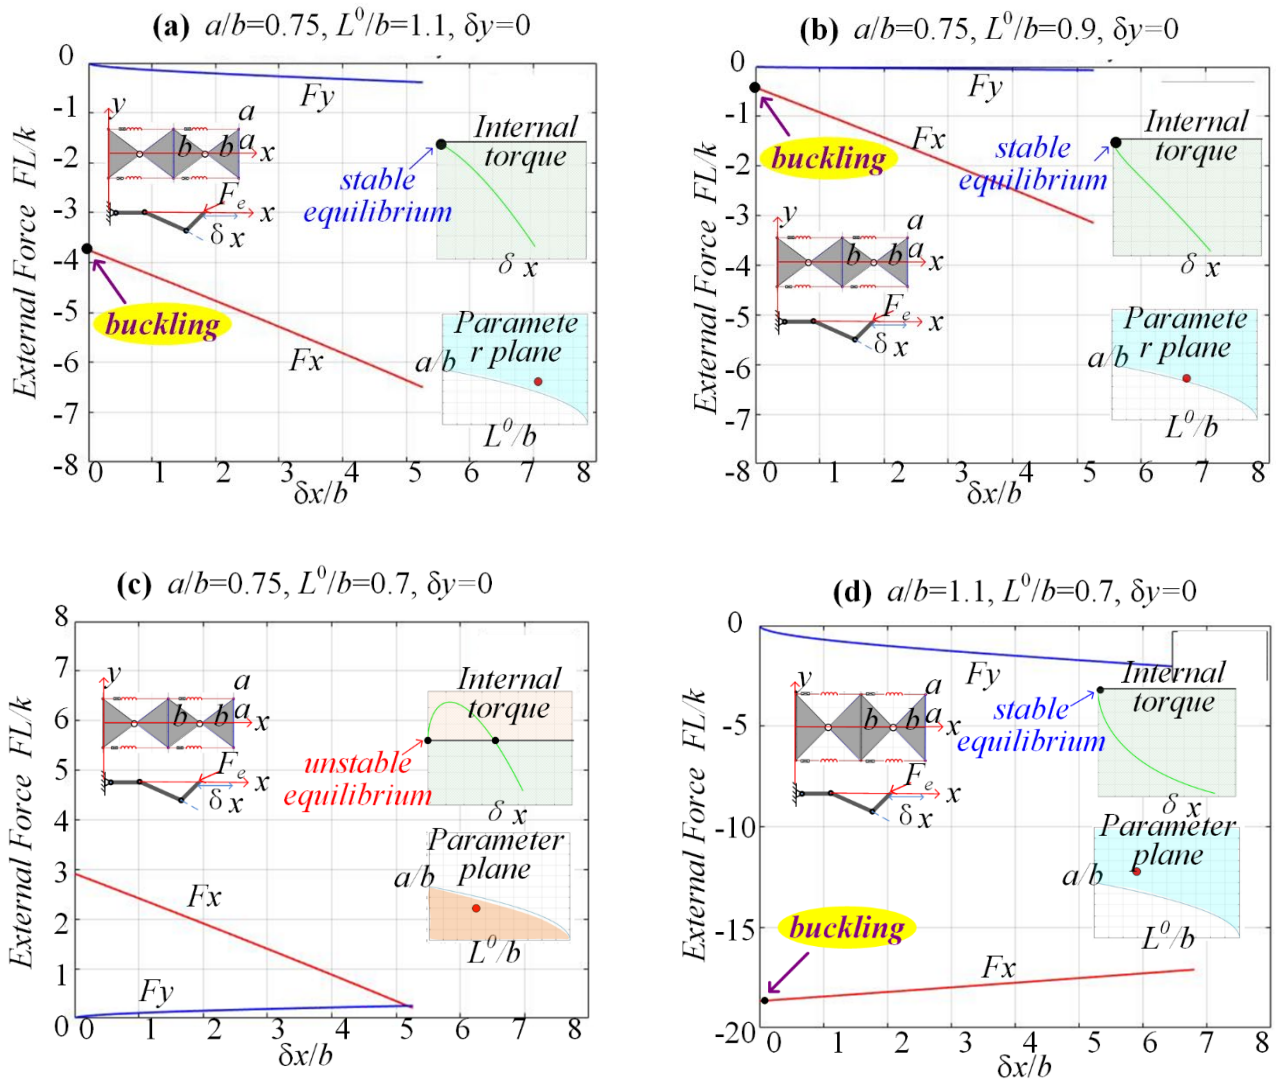 (a) a/b=0.75, L⁰/b=1.1, δy=0
0
-1
-2
-3
-4
-5
-6
-7
-8
External Force FL/k
Fy
y
a
b
b
a
x
Fe
x
δ x
Internal
torque
stable
equilibrium
δ x
buckling
Fx
Paramete
r plane
a/b
L⁰/b
0 1 2 3 4 5 6 7 8
δx/b
(b) a/b=0.75, L⁰/b=0.9, δy=0
0
-1
-2
-3
-4
-5
-6
-7
-8
External Force FL/k
Fy
Fx
buckling
Internal
torque
stable
equilibrium
δ x
a
b
b
a
x
Fe
x
δ x
Paramete
r plane
a/b
L⁰/b
0 1 2 3 4 5 6 7 8
δx/b
(c) a/b=0.75, L⁰/b=0.7, δy=0
8
7
6
5
4
3
2
1
0
External Force FL/k
y
a
b
b
a
x
Fe
x
δ x
Internal
torque
unstable
equilibrium
δ x
Parameter
plane
a/b
L⁰/b
Fx
Fy
0 1 2 3 4 5 6 7 8
δx/b
(d) a/b=1.1, L⁰/b=0.7, δy=0
0
-5
-10
-15
-20
External Force FL/k
Fy
y
a
b
b
a
x
Fe
x
δ x
Internal
torque
stable
equilibrium
δ x
Parameter
plane
a/b
L⁰/b
buckling
Fx
0 1 2 3 4 5 6 7 8
δx/b